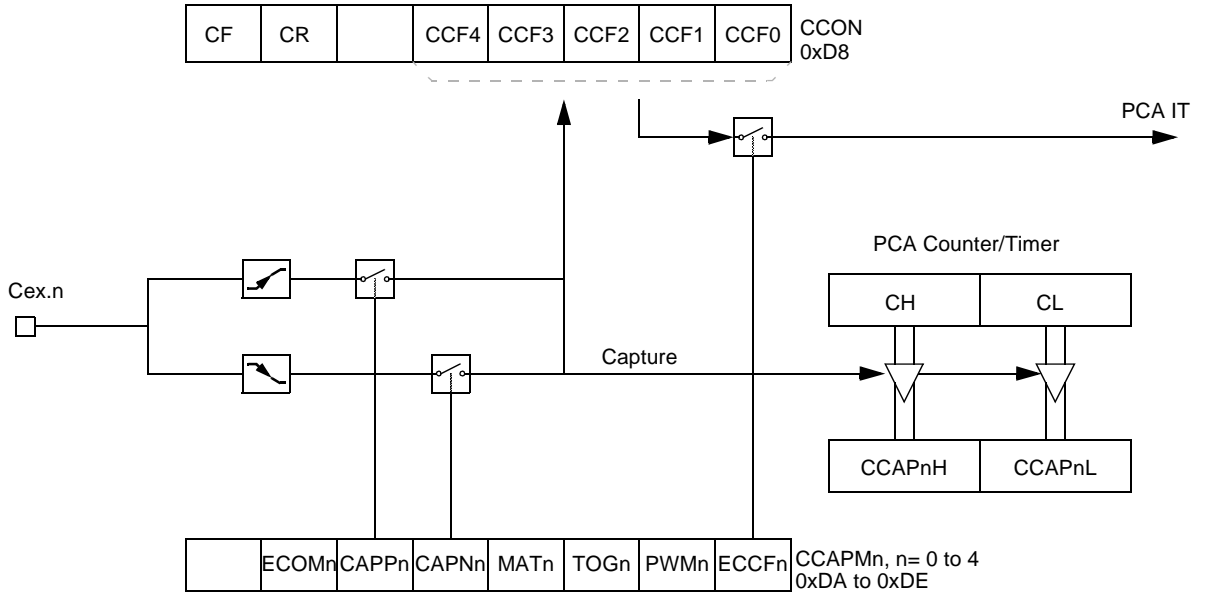 CF CR CCF4 CCF3 CCF2 CCF1 CCF0 CCON
0xD8
PCA IT
PCA Counter/Timer
Cex.n
CH CL
Capture
CCAPnH CCAPnL
ECOMn CAPPn CAPNn MATn TOGn PWMn ECCFn CCAPMn, n= 0 to 4
0xDA to 0xDE